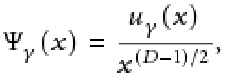 Ψ_γ(x) = u_γ(x) / x^{(D−1)/2},